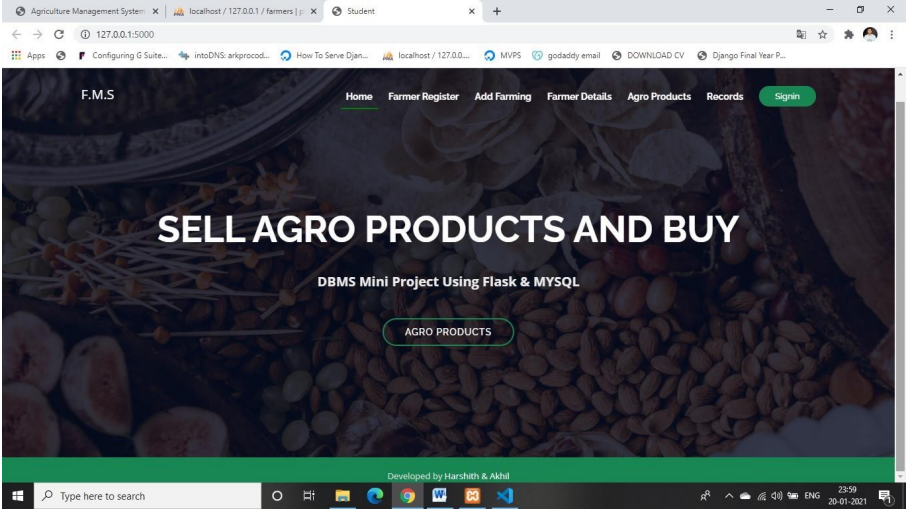 Agriculture Management System
localhost / 127.0.0.1 / farmers | p
Student
127.0.0.1:5000
Apps
Configuring G Suite...
intoDNS: arkprocod...
How To Serve Djan...
localhost / 127.0.0....
MVPS
godaddy email
DOWNLOAD CV
Django Final Year P...
F.M.S
Home Farmer Register Add Farming Farmer Details Agro Products Records Signin
SELL AGRO PRODUCTS AND BUY
DBMS Mini Project Using Flask & MYSQL
AGRO PRODUCTS
Developed by Harshith & Akhil
Type here to search
ENG
23:59
20-01-2021